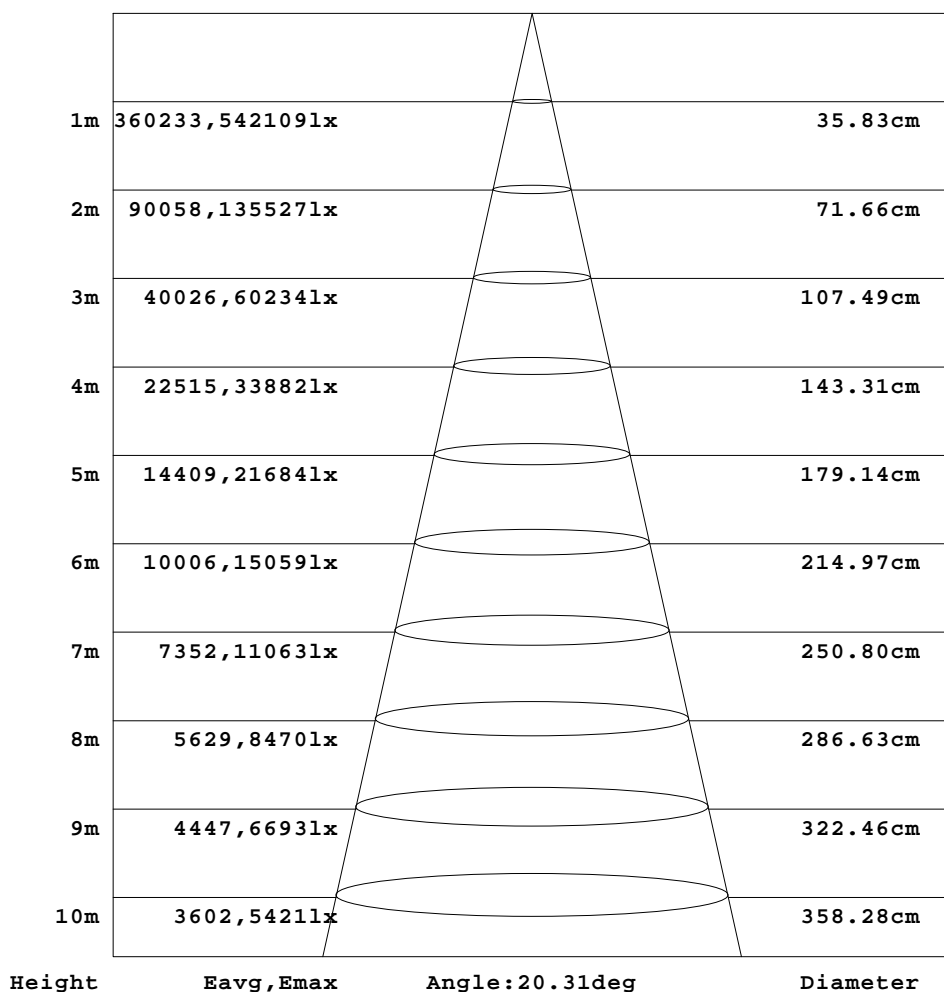 1m 360233,542109lx 35.83cm
2m 90058,135527lx 71.66cm
3m 40026,60234lx 107.49cm
4m 22515,33882lx 143.31cm
5m 14409,21684lx 179.14cm
6m 10006,15059lx 214.97cm
7m 7352,11063lx 250.80cm
8m 5629,8470lx 286.63cm
9m 4447,6693lx 322.46cm
10m 3602,5421lx 358.28cm
Height Eavg,Emax Angle:20.31deg Diameter